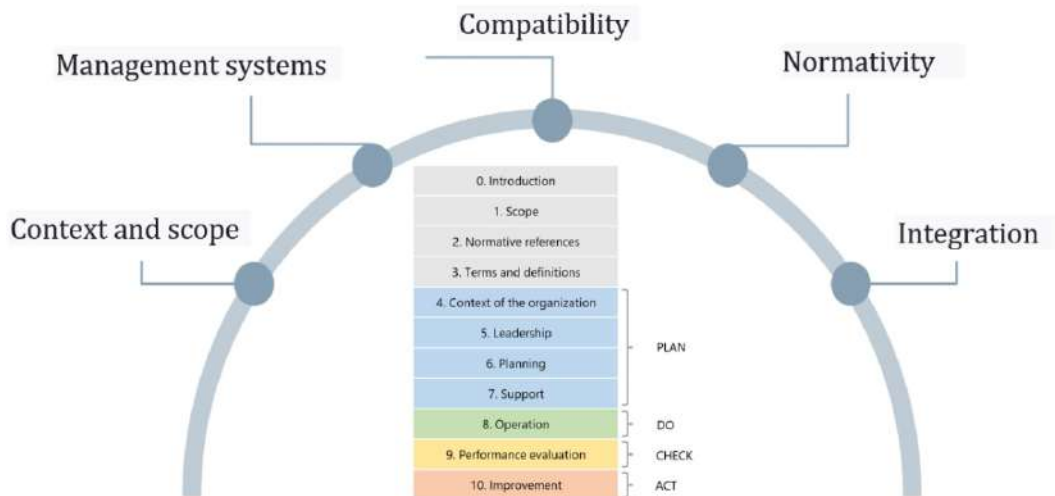 Compatibility
Management systems
Normativity
Context and scope
Integration
0. Introduction
1. Scope
2. Normative references
3. Terms and definitions
4. Context of the organization
5. Leadership
6. Planning
7. Support
PLAN
8. Operation
DO
9. Performance evaluation
CHECK
10. Improvement
ACT